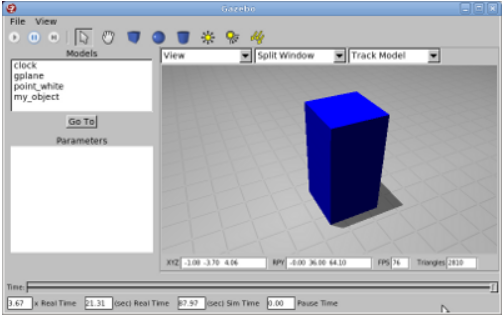 Gazebo
File View
Models
clock
gplane
point_white
my_object
Go To
Parameters
View Split Window Track Model
XYZ -1.08 -3.70 4.06 RPY -0.00 36.00 64.10 FPS 76 Triangles 2810
Time:
3.67 x Real Time 21.31 (sec) Real Time 67.97 (sec) Sim Time 0.00 Pause Time